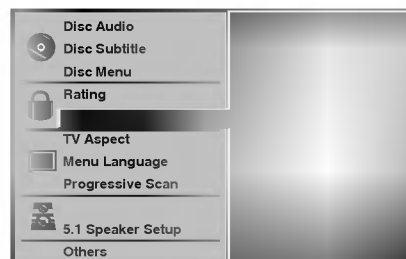 Disc Audio
Disc Subtitle
Disc Menu
Rating
TV Aspect
Menu Language
Progressive Scan
5.1 Speaker Setup
Others